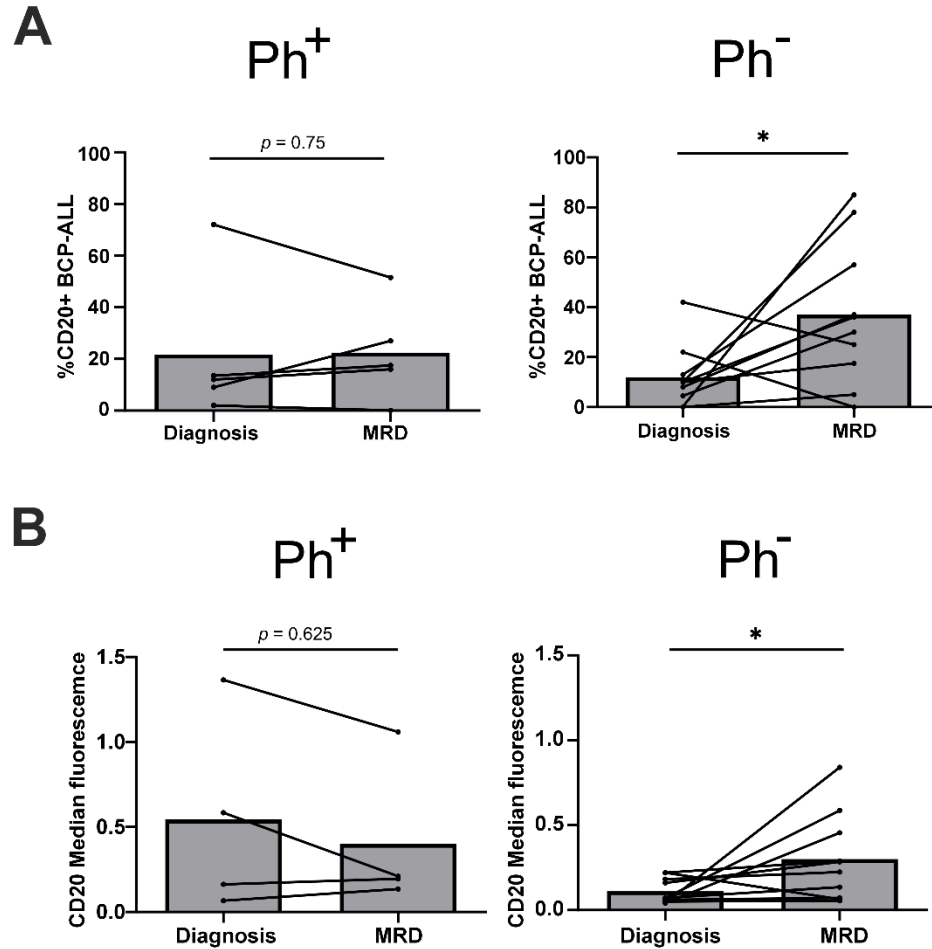 A
Ph+
Ph-
p = 0.75
*
%CD20+ BCP-ALL
100
80
60
40
20
0
Diagnosis
MRD
%CD20+ BCP-ALL
100
80
60
40
20
0
Diagnosis
MRD
B
Ph+
Ph-
p = 0.625
*
CD20 Median fluorescemce
1.5
1.0
0.5
0.0
Diagnosis
MRD
CD20 Median fluorescemce
1.5
1.0
0.5
0.0
Diagnosis
MRD